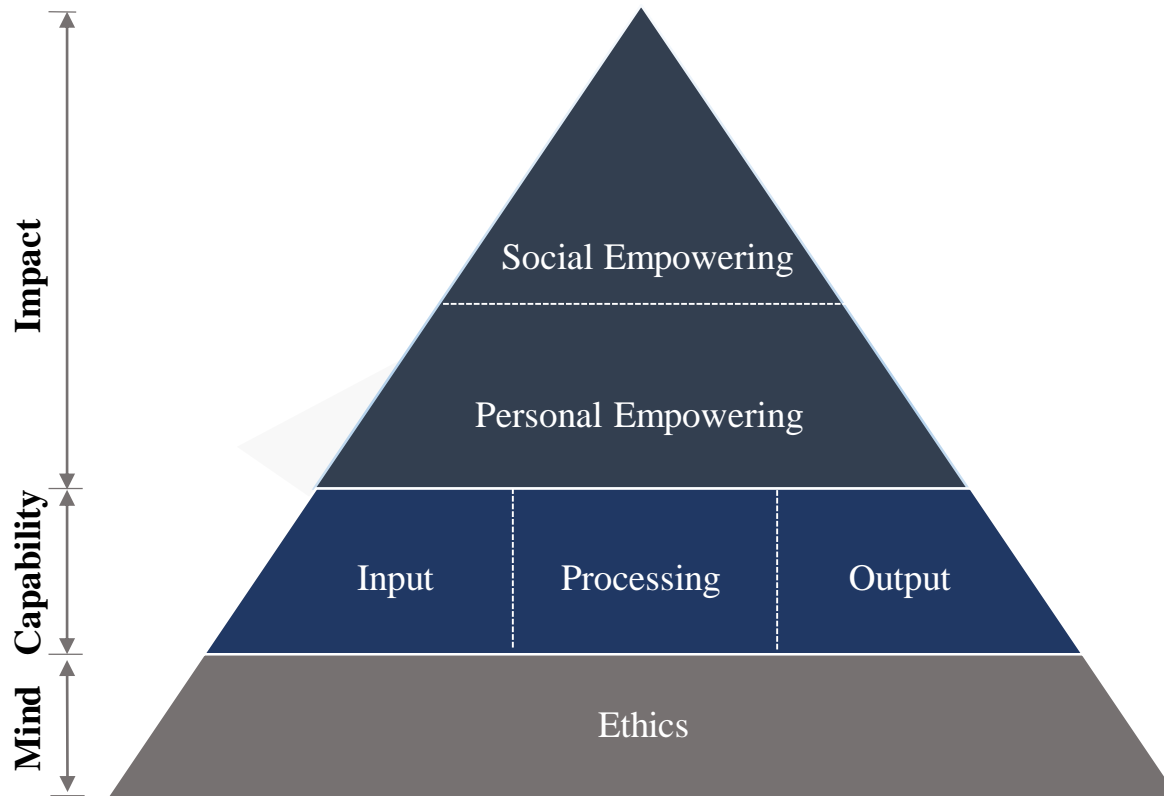 Impact
Social Empowering
Personal Empowering
Capability
Input
Processing
Output
Mind
Ethics